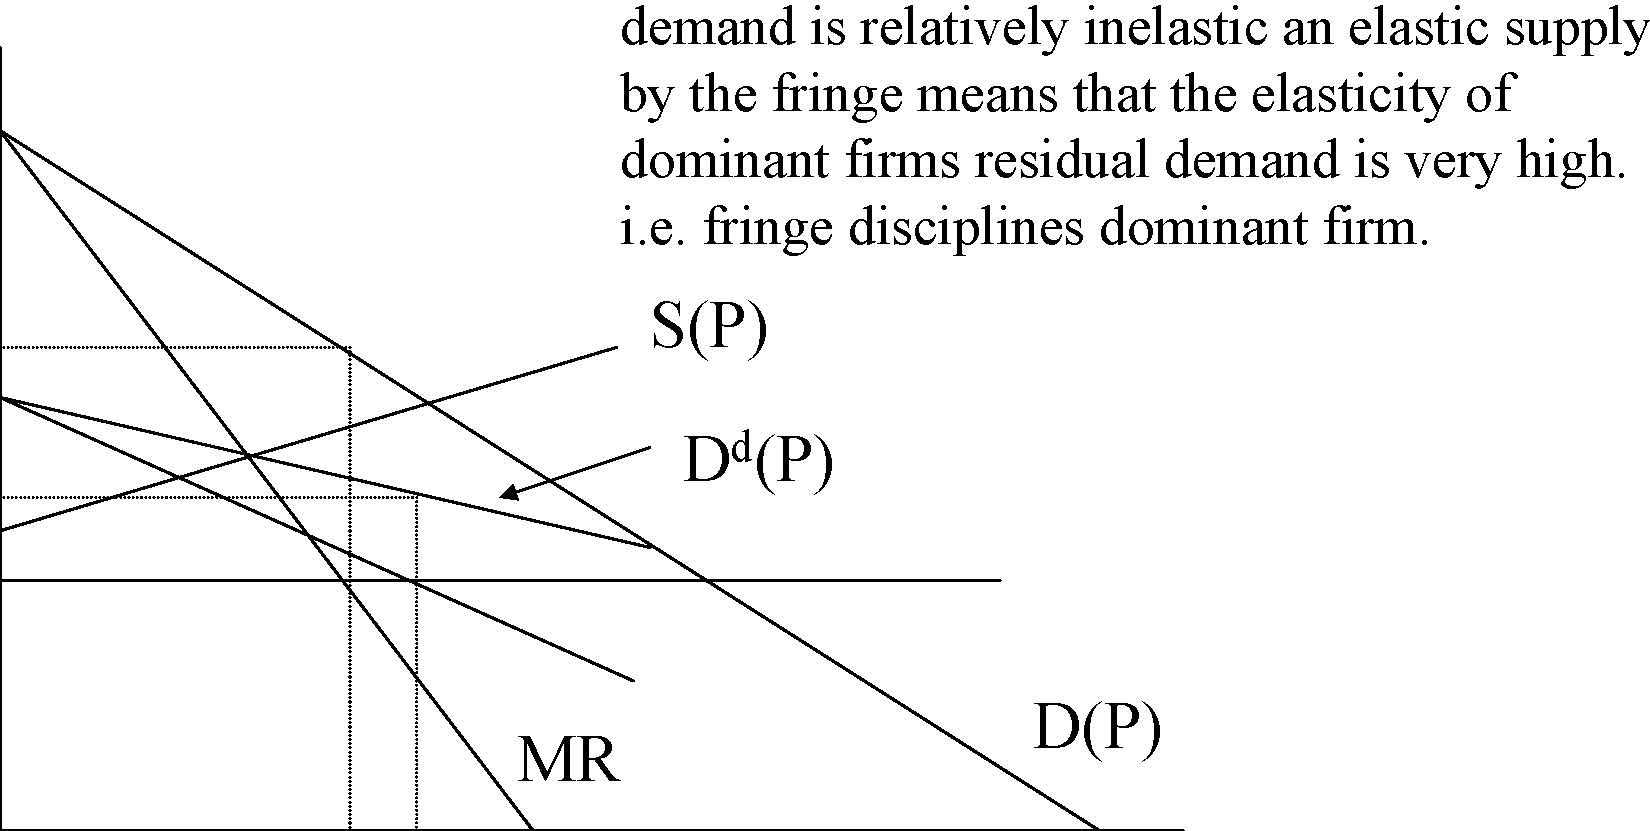 demand is relatively inelastic an elastic supply
by the fringe means that the elasticity of
dominant firms residual demand is very high.
i.e. fringe disciplines dominant firm.
S(P)
Dᵈ(P)
D(P)
MR